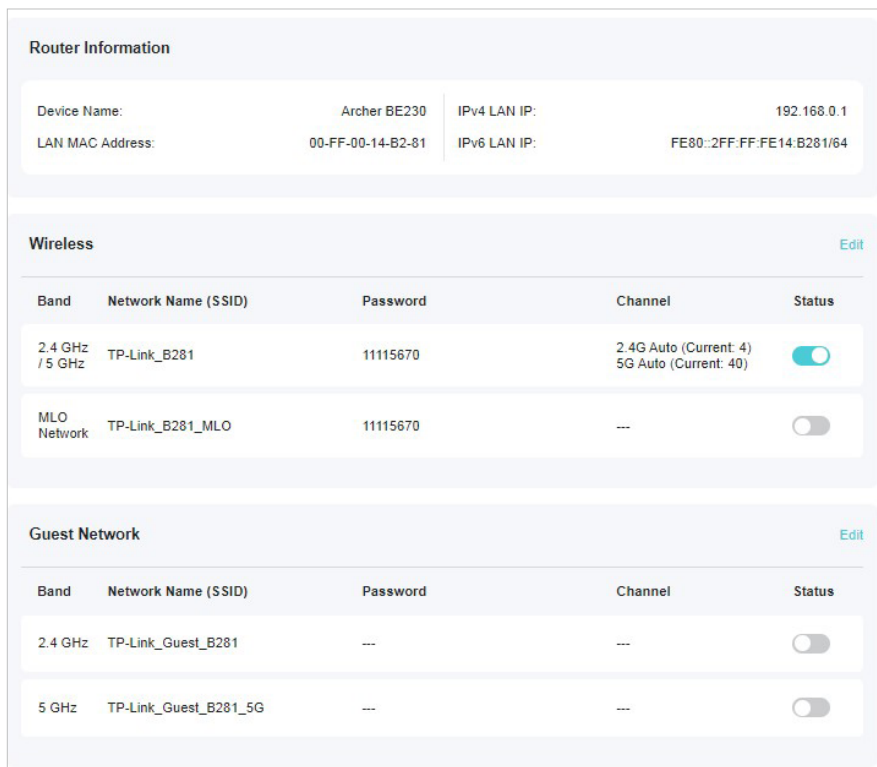 Router Information
Device Name: Archer BE230 IPv4 LAN IP: 192.168.0.1
LAN MAC Address: 00-FF-00-14-B2-81 IPv6 LAN IP: FE80::2FF:FF:FE14:B281/64
Wireless Edit
Band Network Name (SSID) Password Channel Status
2.4 GHz / 5 GHz TP-Link_B281 11115670 2.4G Auto (Current: 4)
5G Auto (Current: 40)
MLO Network TP-Link_B281_MLO 11115670 ---
Guest Network Edit
Band Network Name (SSID) Password Channel Status
2.4 GHz TP-Link_Guest_B281 --- ---
5 GHz TP-Link_Guest_B281_5G --- ---